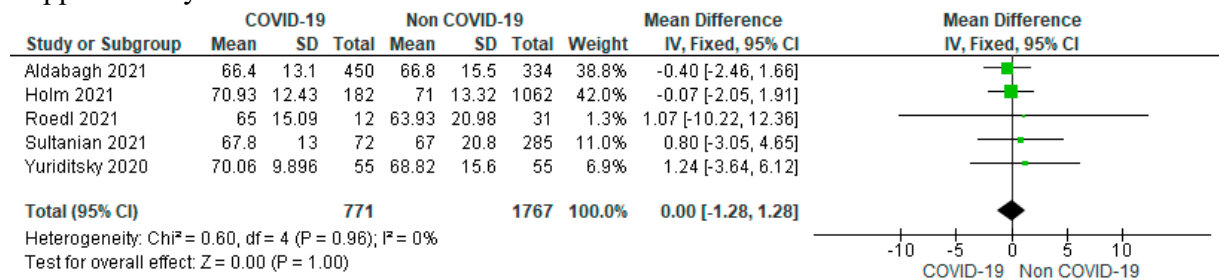 COVID-19 Non COVID-19 Mean Difference Mean Difference
Study or Subgroup Mean SD Total Mean SD Total Weight IV, Fixed, 95% CI IV, Fixed, 95% CI
Aldabagh 2021 66.4 13.1 450 66.8 15.5 334 38.8% -0.40 [-2.46, 1.66]
Holm 2021 70.93 12.43 182 71 13.32 1062 42.0% -0.07 [-2.05, 1.91]
Roedl 2021 65 15.09 12 63.93 20.98 31 1.3% 1.07 [-10.22, 12.36]
Sultanian 2021 67.8 13 72 67 20.8 285 11.0% 0.80 [-3.05, 4.65]
Yuriditsky 2020 70.06 9.896 55 68.82 15.6 55 6.9% 1.24 [-3.64, 6.12]
Total (95% CI) 771 1767 100.0% 0.00 [-1.28, 1.28]
Heterogeneity: Chi² = 0.60, df = 4 (P = 0.96); I² = 0%
Test for overall effect: Z = 0.00 (P = 1.00)
-10 -5 0 5 10
COVID-19 Non COVID-19